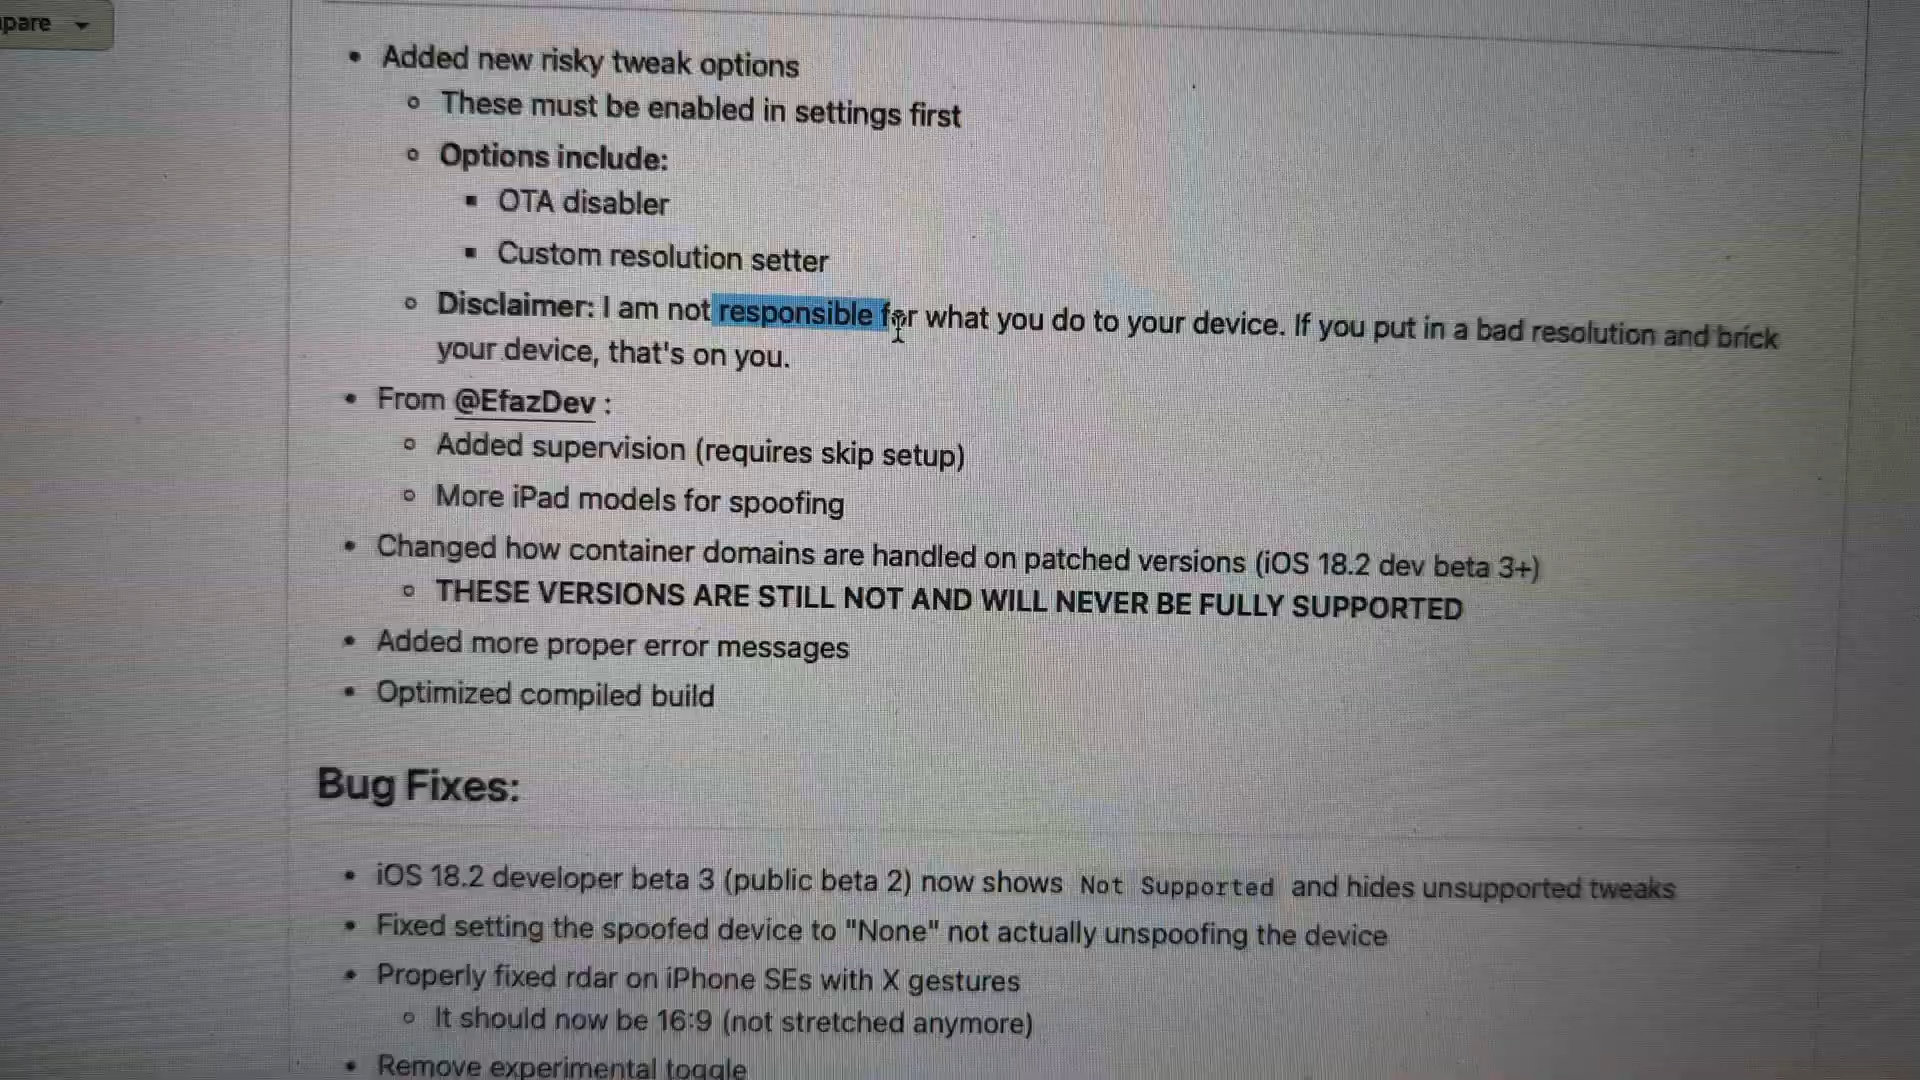 pare
Added new risky tweak options
These must be enabled in settings first
Options include:
OTA disabler
Custom resolution setter
Disclaimer: I am not responsible for what you do to your device. If you put in a bad resolution and brick
your device, that's on you.
From @EfazDev :
Added supervision (requires skip setup)
More iPad models for spoofing
Changed how container domains are handled on patched versions (iOS 18.2 dev beta 3+)
THESE VERSIONS ARE STILL NOT AND WILL NEVER BE FULLY SUPPORTED
Added more proper error messages
Optimized compiled build
Bug Fixes:
iOS 18.2 developer beta 3 (public beta 2) now shows Not Supported and hides unsupported tweaks
Fixed setting the spoofed device to "None" not actually unspoofing the device
Properly fixed rdar on iPhone SEs with X gestures
It should now be 16:9 (not stretched anymore)
Remove experimental toggle